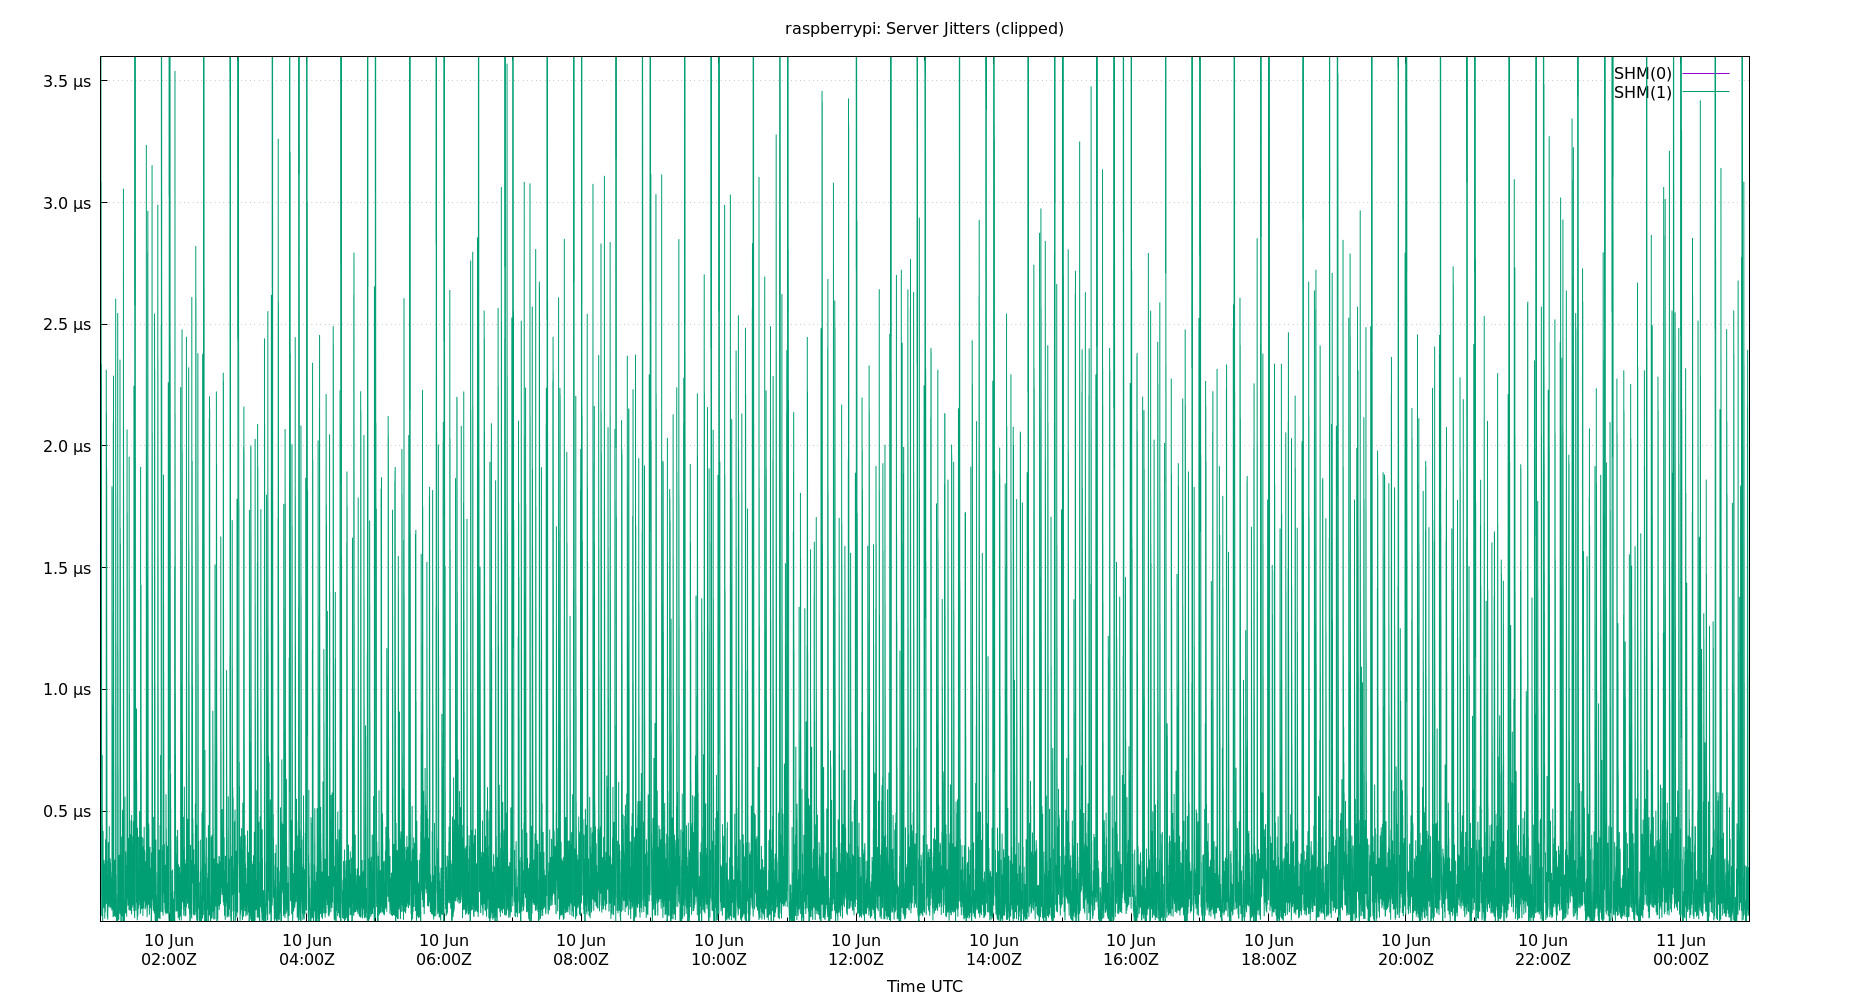 raspberrypi: Server Jitters (clipped)
SHM(0)
SHM(1)
3.5 µs
3.0 µs
2.5 µs
2.0 µs
1.5 µs
1.0 µs
0.5 µs
10 Jun 10 Jun 10 Jun 10 Jun 10 Jun 10 Jun 10 Jun 10 Jun 10 Jun 10 Jun 10 Jun 11 Jun
02:00Z 04:00Z 06:00Z 08:00Z 10:00Z 12:00Z 14:00Z 16:00Z 18:00Z 20:00Z 22:00Z 00:00Z
Time UTC